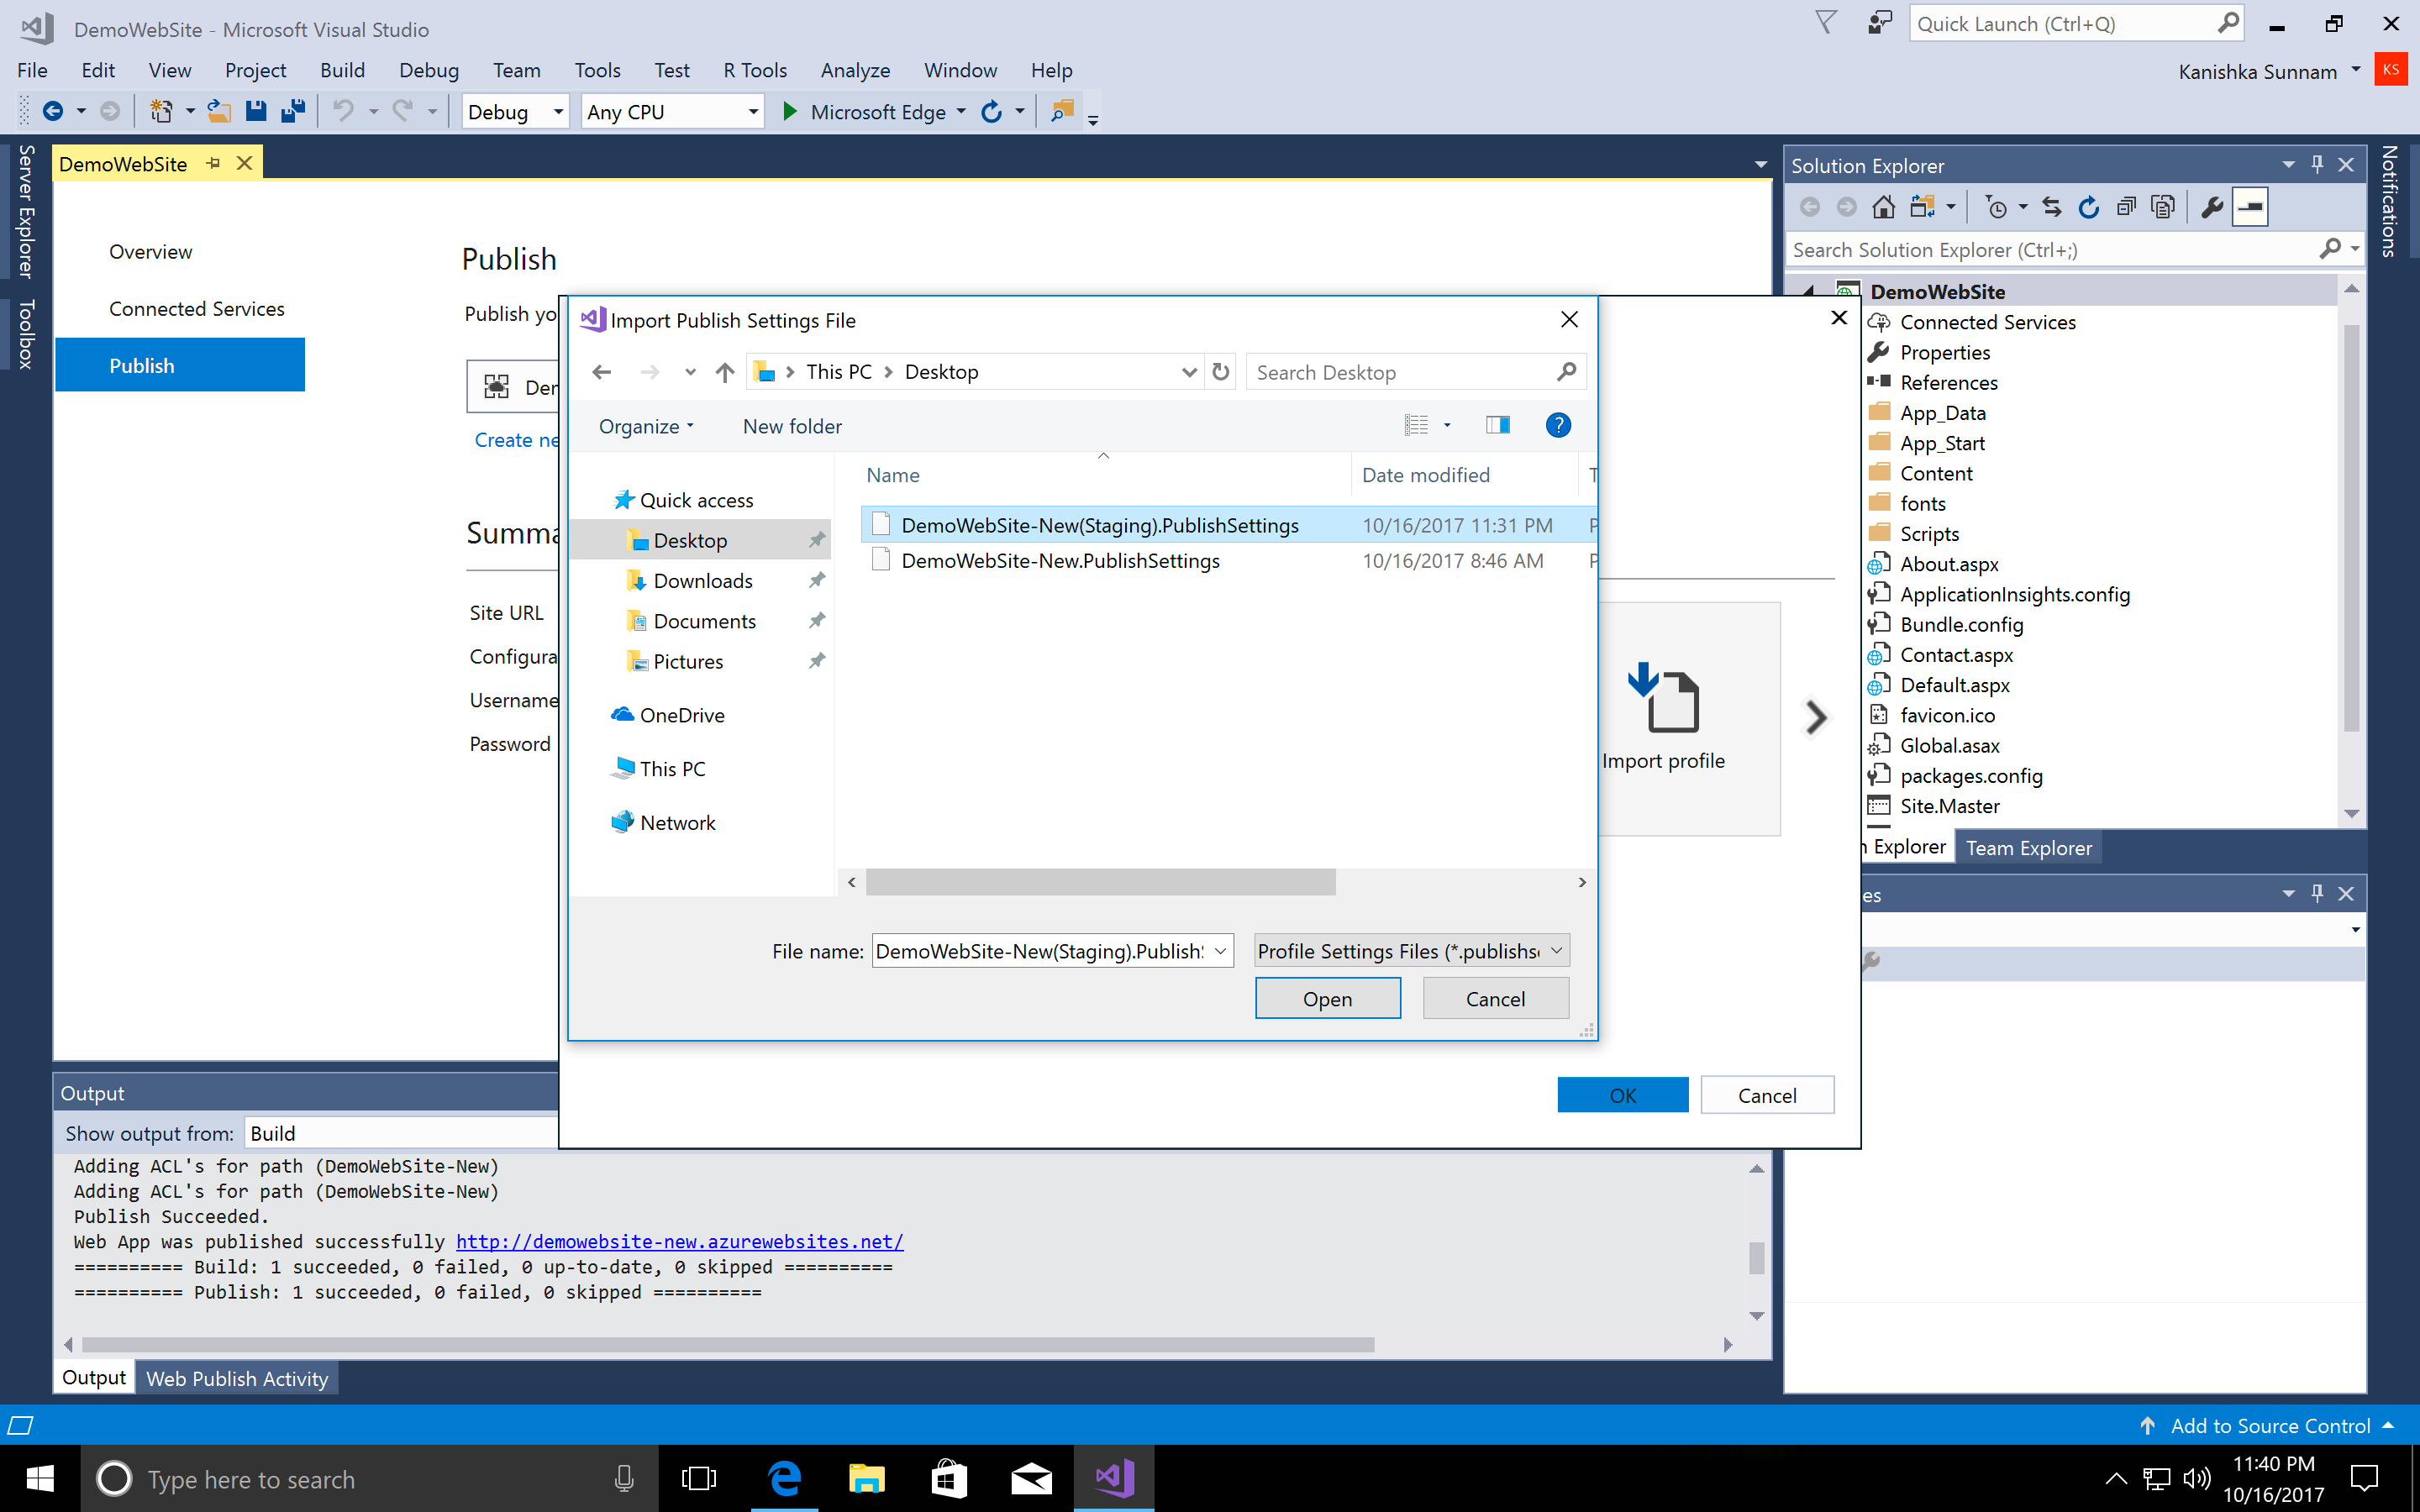 DemoWebSite - Microsoft Visual Studio
Quick Launch (Ctrl+Q)
File Edit View Project Build Debug Team Tools Test R Tools Analyze Window Help
Kanishka Sunnam KS
Debug Any CPU Microsoft Edge
Server Explorer
Toolbox
DemoWebSite
Overview
Connected Services
Publish
Publish
Publish yo
Der
Create ne
Summa
Site URL
Configura
Username
Password
Import Publish Settings File
This PC Desktop
Search Desktop
Organize New folder
Name Date modified T
Quick access
Desktop
Downloads
Documents
Pictures
OneDrive
This PC
Network
DemoWebSite-New(Staging).PublishSettings 10/16/2017 11:31 PM P
DemoWebSite-New.PublishSettings 10/16/2017 8:46 AM P
File name: DemoWebSite-New(Staging).Publish
Profile Settings Files (*.publishs
Open Cancel
Import profile
OK Cancel
Solution Explorer
Search Solution Explorer (Ctrl+;)
DemoWebSite
Connected Services
Properties
References
App_Data
App_Start
Content
fonts
Scripts
About.aspx
ApplicationInsights.config
Bundle.config
Contact.aspx
Default.aspx
favicon.ico
Global.asax
packages.config
Site.Master
n Explorer Team Explorer
es
Notifications
Output
Show output from: Build
Adding ACL's for path (DemoWebSite-New)
Adding ACL's for path (DemoWebSite-New)
Publish Succeeded.
Web App was published successfully http://demowebsite-new.azurewebsites.net/
========== Build: 1 succeeded, 0 failed, 0 up-to-date, 0 skipped ==========
========== Publish: 1 succeeded, 0 failed, 0 skipped ==========
Output Web Publish Activity
Add to Source Control
Type here to search
11:40 PM
10/16/2017